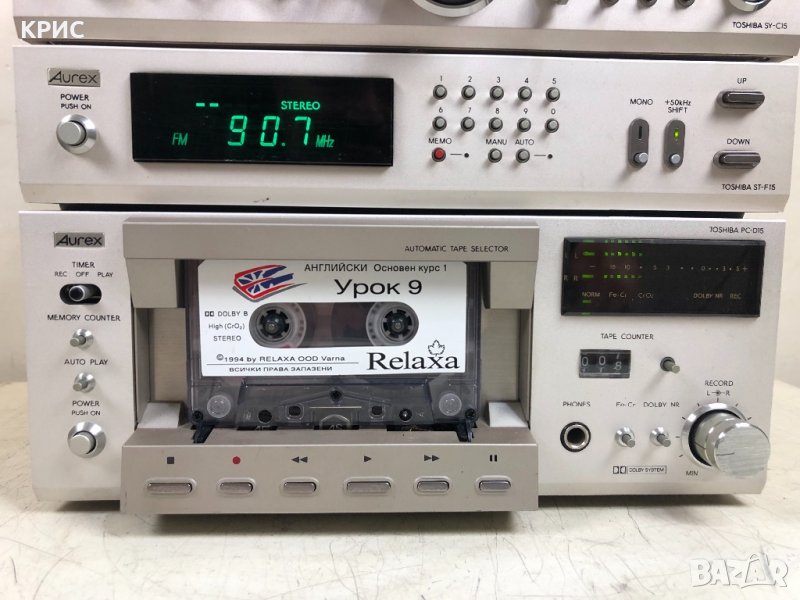 КРИС
TOSHIBA SY-C15
Aurex
POWER
PUSH ON
STEREO
FM 90.7 MHz
1 2 3 4 5
6 7 8 9 0
MEMO MANU AUTO
MONO
+50kHz
SHIFT
UP
DOWN
TOSHIBA ST-F15
Aurex
TIMER
REC OFF PLAY
MEMORY COUNTER
AUTO PLAY
POWER
PUSH ON
AUTOMATIC TAPE SELECTOR
АНГЛИЙСКИ Основен курс 1
Урок 9
DOLBY B
High (CrO₂)
STEREO
©1994 by RELAXA OOD Varna
ВСИЧКИ ПРАВА ЗАПАЗЕНИ
Relaxa
TOSHIBA PC-D15
NORM Fe-Cr CrO2 DOLBY NR REC
TAPE COUNTER
PHONES
Fe-Cr DOLBY NR
DOLBY SYSTEM
RECORD
L R
MIN
BAZAR